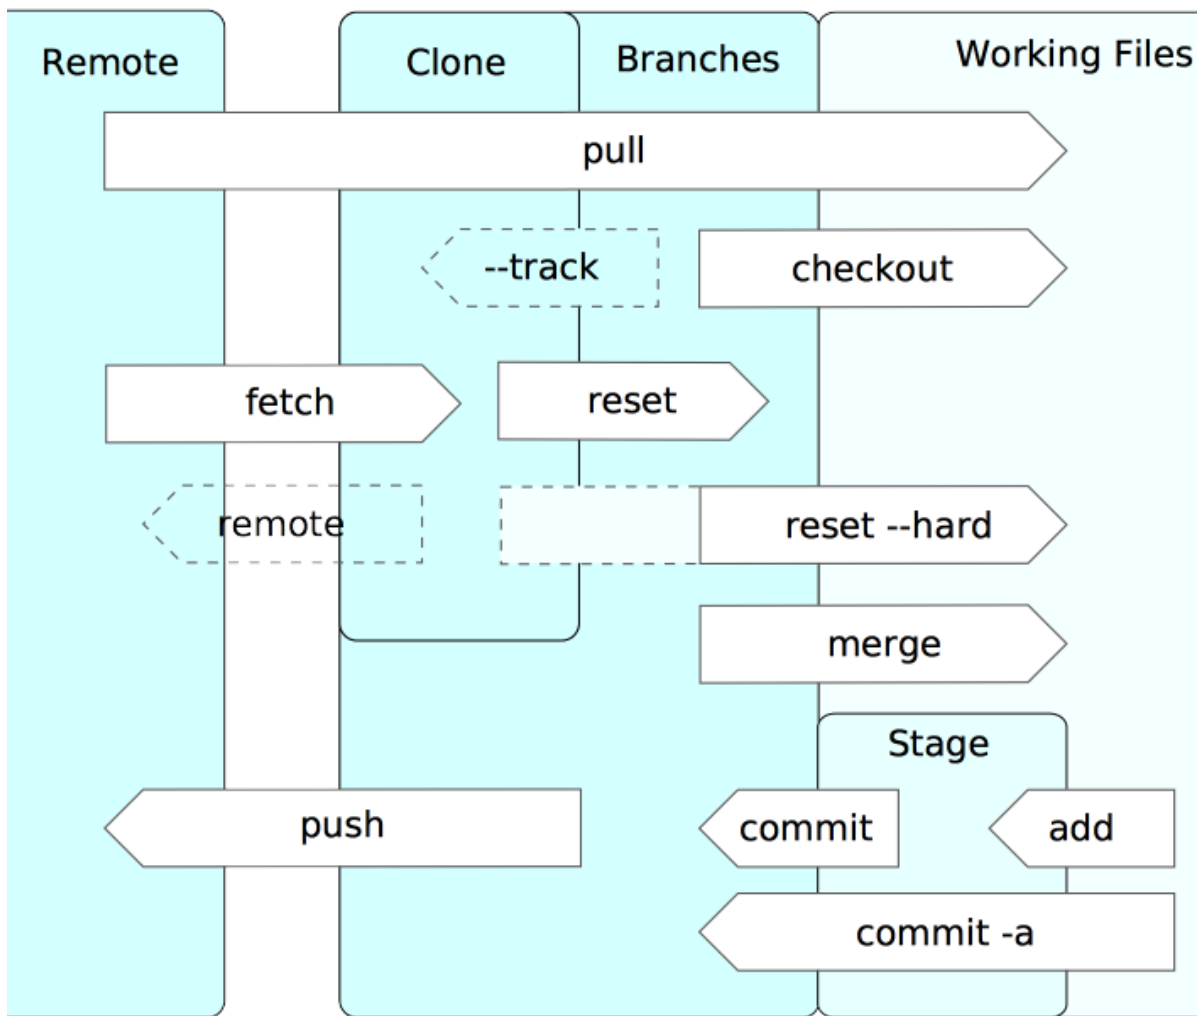 Remote
Clone
Branches
Working Files
pull
--track
checkout
fetch
reset
remote
reset --hard
merge
Stage
push
commit
add
commit -a